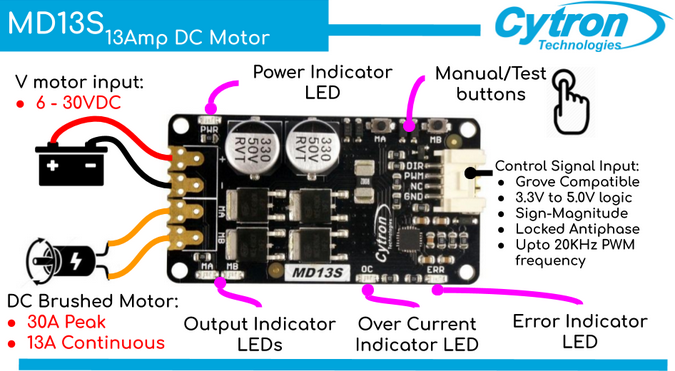 MD13S
13Amp DC Motor
Cytron
Technologies
V motor input:
6 - 30VDC
Power Indicator
LED
Manual/Test
buttons
PWR
330
50V
RVT
330
50V
RVT
MA
MB
+
-
MA
MB
DIR
PWM
NC
GND
Cytron
Control Signal Input:
Grove Compatible
3.3V to 5.0V logic
Sign-Magnitude
Locked Antiphase
Upto 20KHz PWM
frequency
MA
MB
MD13S
OC
ERR
DC Brushed Motor:
30A Peak
13A Continuous
Output Indicator
LEDs
Over Current
Indicator LED
Error Indicator
LED